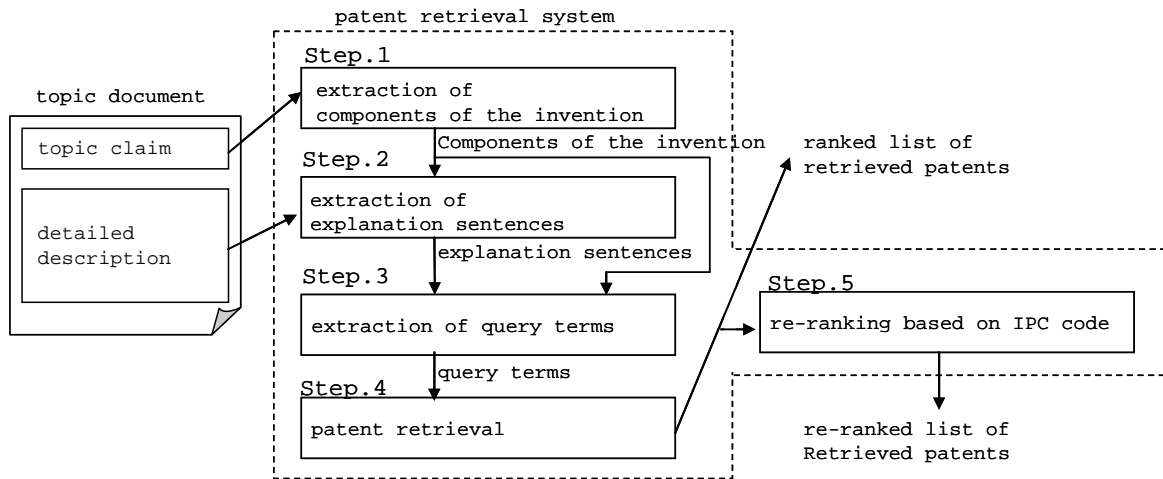 patent retrieval system
topic document
topic claim
detailed
description
Step.1
extraction of
components of the invention
Components of the invention
Step.2
extraction of
explanation sentences
explanation sentences
Step.3
extraction of query terms
query terms
Step.4
patent retrieval
ranked list of
retrieved patents
Step.5
re-ranking based on IPC code
re-ranked list of
Retrieved patents